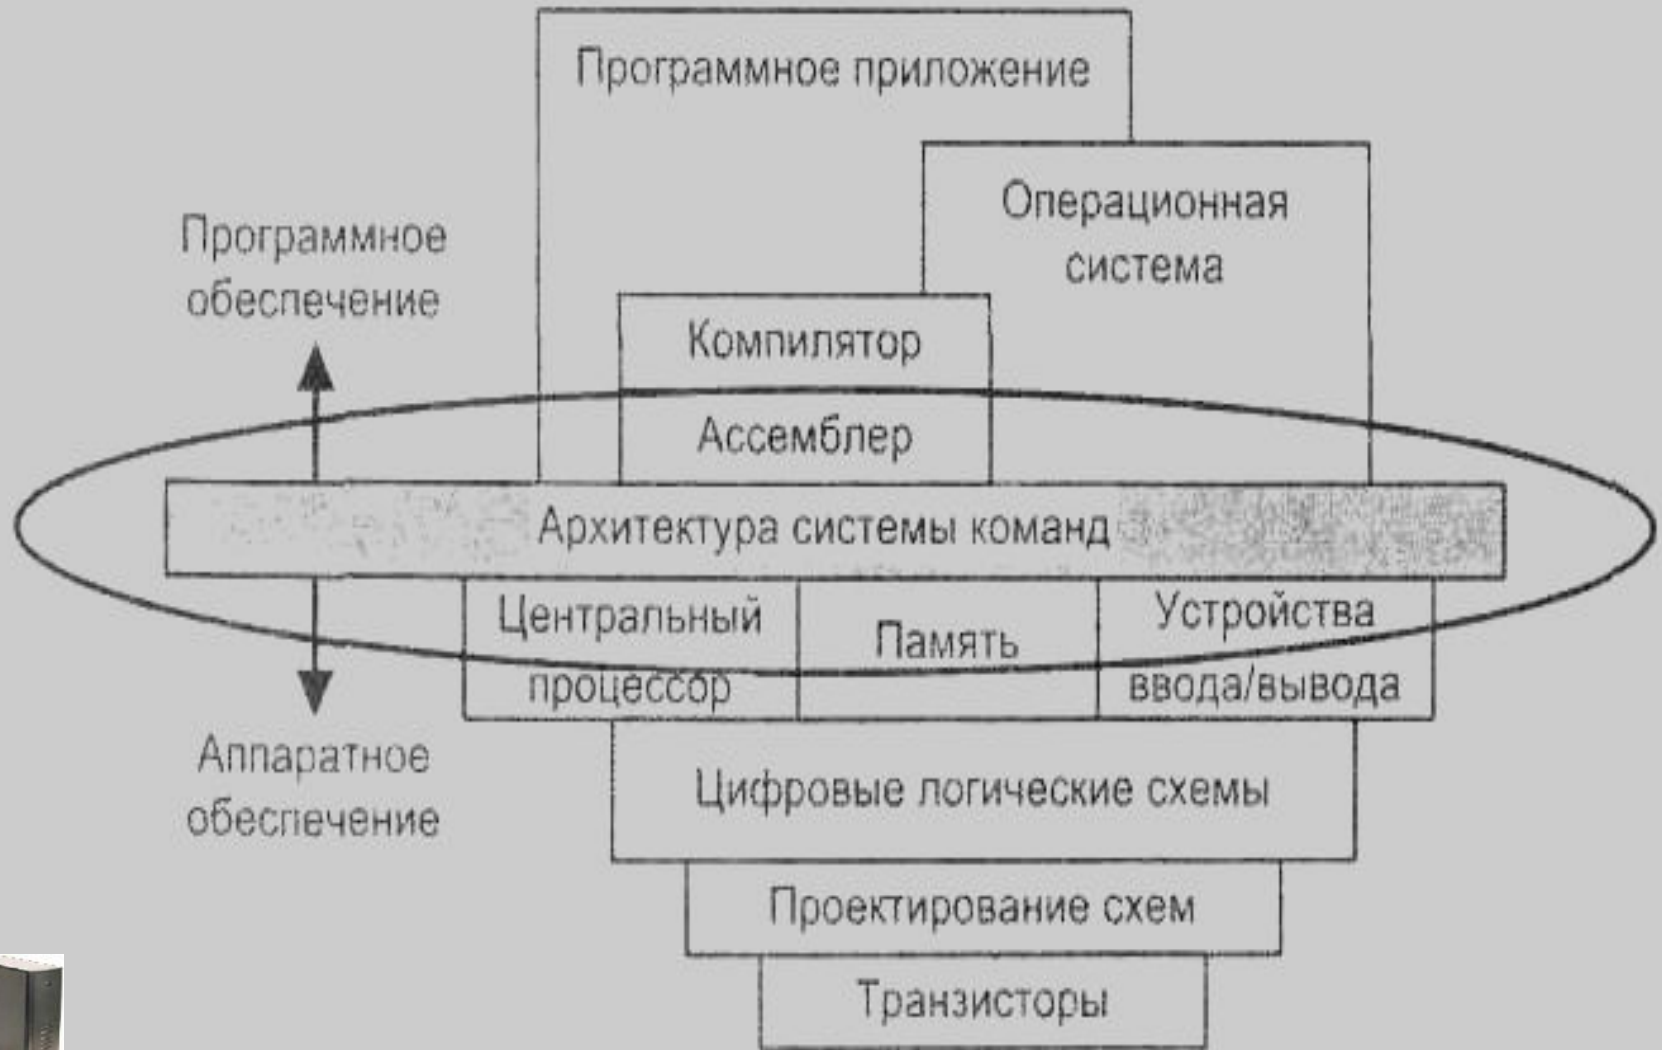 Программное приложение
Операционная
система
Программное
обеспечение
Компилятор
Ассемблер
Архитектура системы команд
Центральный
процессор
Память
Устройства
ввода/вывода
Аппаратное
обеспечение
Цифровые логические схемы
Проектирование схем
Транзисторы